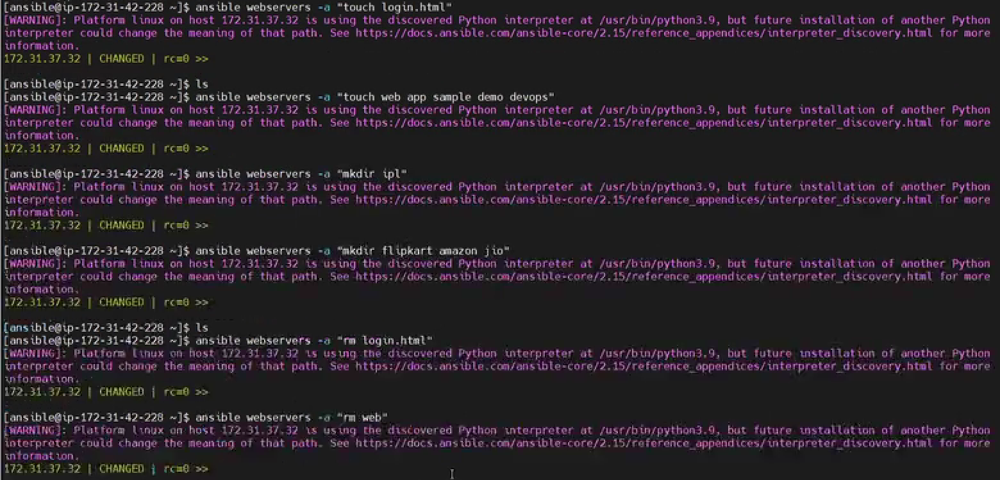 [ansible@ip-172-31-42-228 ~]$ ansible webservers -a "touch login.html"
[WARNING]: Platform linux on host 172.31.37.32 is using the discovered Python interpreter at /usr/bin/python3.9, but future installation of another Python
interpreter could change the meaning of that path. See https://docs.ansible.com/ansible-core/2.15/reference_appendices/interpreter_discovery.html for more
information.
172.31.37.32 | CHANGED | rc=0 >>
[ansible@ip-172-31-42-228 ~]$ ls
[ansible@ip-172-31-42-228 ~]$ ansible webservers -a "touch web app sample demo devops"
[WARNING]: Platform linux on host 172.31.37.32 is using the discovered Python interpreter at /usr/bin/python3.9, but future installation of another Python
interpreter could change the meaning of that path. See https://docs.ansible.com/ansible-core/2.15/reference_appendices/interpreter_discovery.html for more
information.
172.31.37.32 | CHANGED | rc=0 >>
[ansible@ip-172-31-42-228 ~]$ ansible webservers -a "mkdir ipl"
[WARNING]: Platform linux on host 172.31.37.32 is using the discovered Python interpreter at /usr/bin/python3.9, but future installation of another Python
interpreter could change the meaning of that path. See https://docs.ansible.com/ansible-core/2.15/reference_appendices/interpreter_discovery.html for more
information.
172.31.37.32 | CHANGED | rc=0 >>
[ansible@ip-172-31-42-228 ~]$ ansible webservers -a "mkdir flipkart amazon jio"
[WARNING]: Platform linux on host 172.31.37.32 is using the discovered Python interpreter at /usr/bin/python3.9, but future installation of another Python
interpreter could change the meaning of that path. See https://docs.ansible.com/ansible-core/2.15/reference_appendices/interpreter_discovery.html for more
information.
172.31.37.32 | CHANGED | rc=0 >>
[ansible@ip-172-31-42-228 ~]$ ls
[ansible@ip-172-31-42-228 ~]$ ansible webservers -a "rm login.html"
[WARNING]: Platform linux on host 172.31.37.32 is using the discovered Python interpreter at /usr/bin/python3.9, but future installation of another Python
interpreter could change the meaning of that path. See https://docs.ansible.com/ansible-core/2.15/reference_appendices/interpreter_discovery.html for more
information.
172.31.37.32 | CHANGED | rc=0 >>
[ansible@ip-172-31-42-228 ~]$ ansible webservers -a "rm web"
[WARNING]: Platform linux on host 172.31.37.32 is using the discovered Python interpreter at /usr/bin/python3.9, but future installation of another Python
interpreter could change the meaning of that path. See https://docs.ansible.com/ansible-core/2.15/reference_appendices/interpreter_discovery.html for more
information.
172.31.37.32 | CHANGED | rc=0 >>